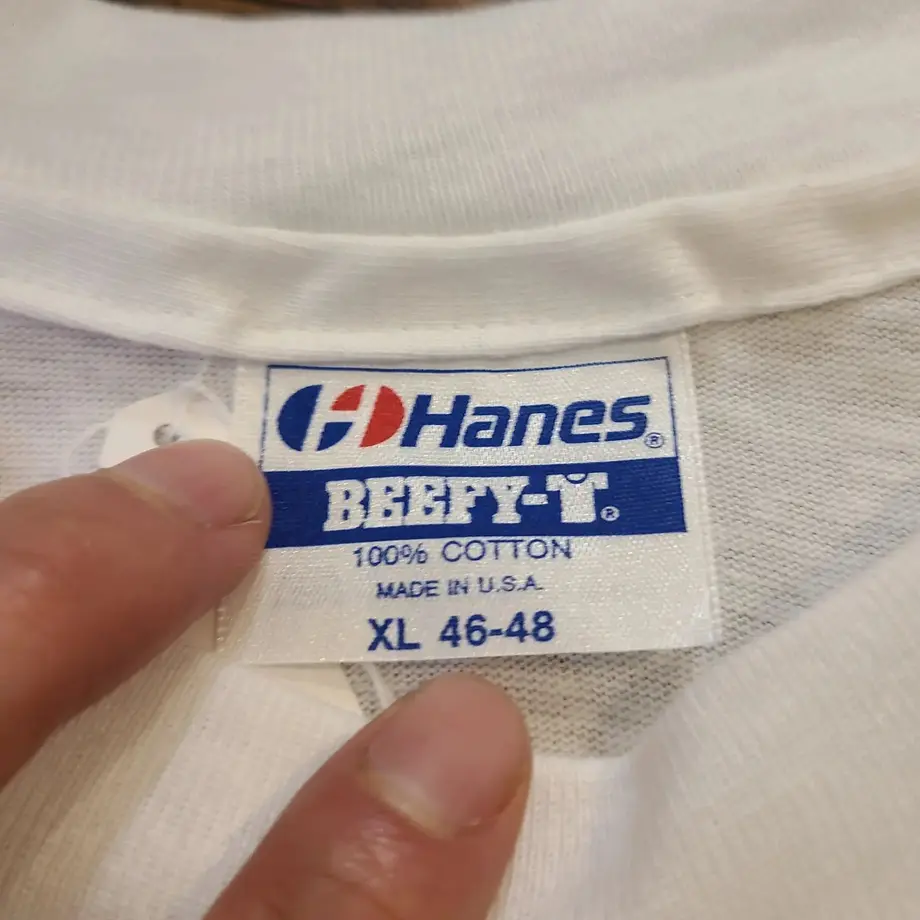 Hanes®
BEEFY-T®
100% COTTON
MADE IN U.S.A.
XL 46-48